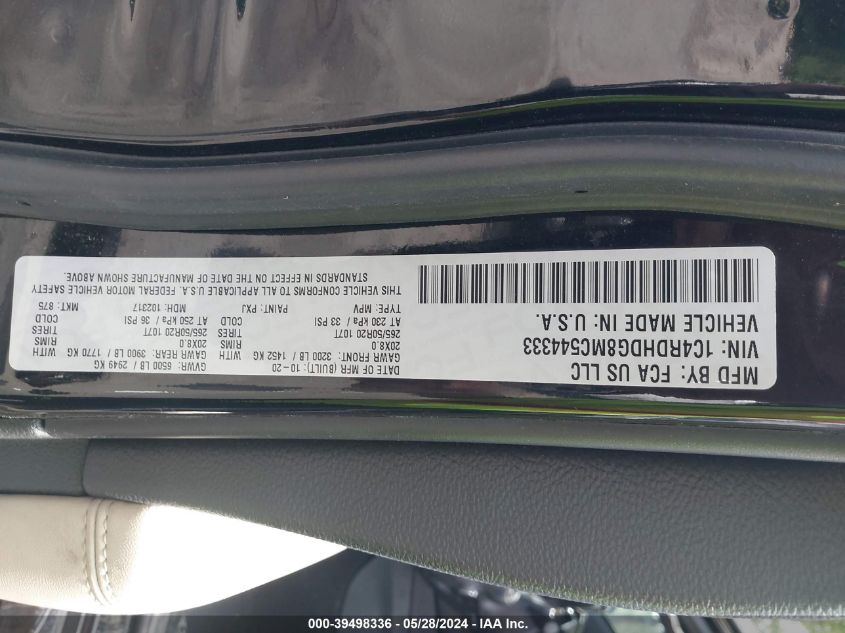 MFD BY: FCA US LLC
VIN: 1C4RDHDG8MC544333
VEHICLE MADE IN: U.S.A.
DATE OF MFR (BUILT): 10-20 GVWR: 6500 LB / 2949 KG
GAWR FRONT: 3200 LB / 1452 KG WITH GAWR REAR: 3900 LB / 1770 KG WITH
20X8.0 RIMS 20X8.0 RIMS
265/50R20 107T TIRES 265/50R20 107T TIRES
AT 230 kPa / 33 PSI COLD AT 250 kPa / 36 PSI COLD
TYPE: MPV PAINT: PXJ MDH: 102317 MKT: 875
THIS VEHICLE CONFORMS TO ALL APPLICABLE U.S.A. FEDERAL MOTOR VEHICLE SAFETY
STANDARDS IN EFFECT ON THE DATE OF MANUFACTURE SHOWN ABOVE.
000-39498336 - 05/28/2024 - IAA Inc.